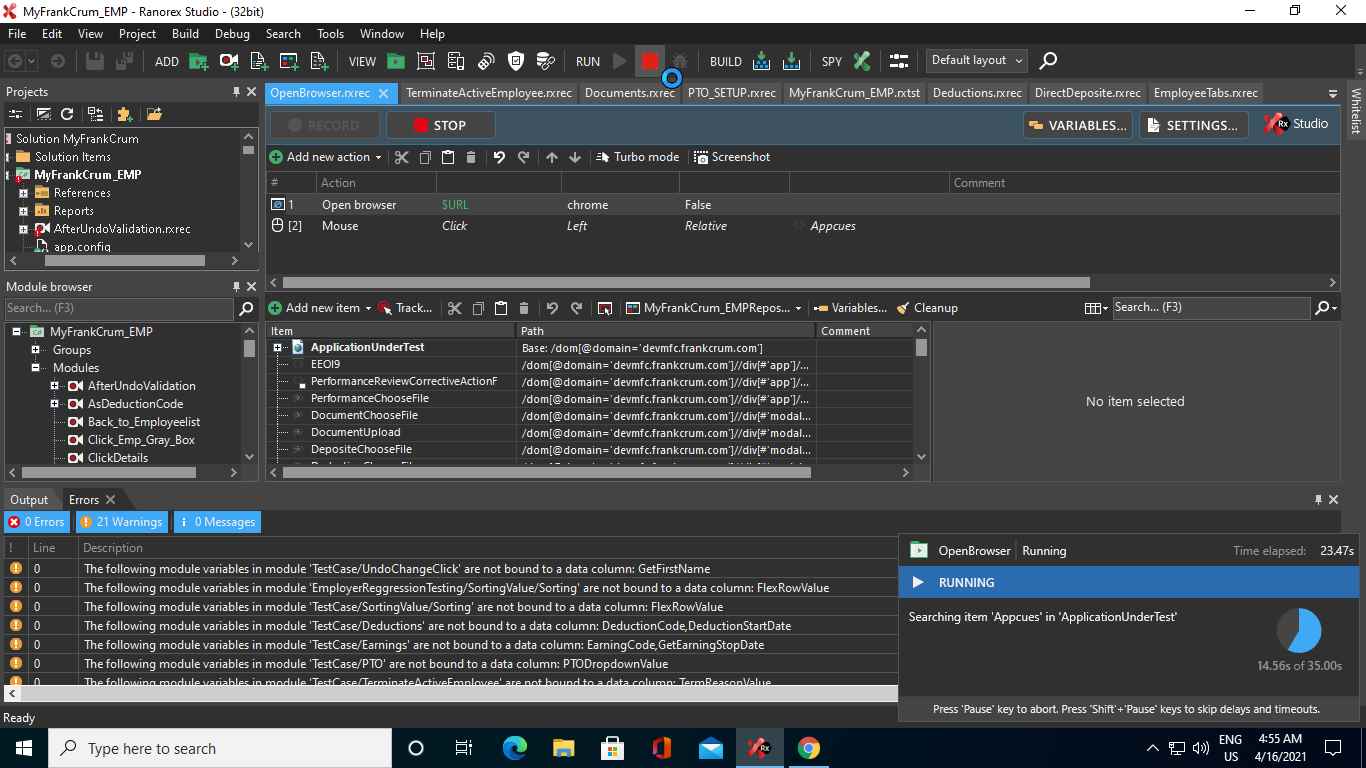 MyFrankCrum_EMP - Ranorex Studio - (32bit)
File Edit View Project Build Debug Search Tools Window Help
ADD VIEW RUN BUILD SPY Default layout
Projects
Solution MyFrankCrum
Solution Items
MyFrankCrum_EMP
References
Reports
AfterUndoValidation.rxrec
app.config
Module browser
Search... (F3)
MyFrankCrum_EMP
Groups
Modules
AfterUndoValidation
AsDeductionCode
Back_to_Employeelist
Click_Emp_Gray_Box
ClickDetails
OpenBrowser.rxrec TerminateActiveEmployee.rxrec Documents.rxrec PTO_SETUP.rxrec MyFrankCrum_EMP.rxtst Deductions.rxrec DirectDeposite.rxrec EmployeeTabs.rxrec
Whitelist
RECORD STOP VARIABLES... SETTINGS... Rx Studio
Add new action Turbo mode Screenshot
# Action Comment
1 Open browser $URL chrome False
[2] Mouse Click Left Relative Appcues
Add new item Track... MyFrankCrum_EMPRepos... Variables... Cleanup Search... (F3)
Item Path Comment
ApplicationUnderTest Base: /dom[@domain='devmfc.frankcrum.com']
EEOI9 /dom[@domain='devmfc.frankcrum.com']//div[#'app']/...
PerformanceReviewCorrectiveActionF /dom[@domain='devmfc.frankcrum.com']//div[#'app']/...
PerformanceChooseFile /dom[@domain='devmfc.frankcrum.com']//div[#'app']/...
DocumentChooseFile /dom[@domain='devmfc.frankcrum.com']//div[#'modal...
DocumentUpload /dom[@domain='devmfc.frankcrum.com']//div[#'modal...
DepositeChooseFile /dom[@domain='devmfc.frankcrum.com']//div[#'modal...
No item selected
Output Errors
0 Errors 21 Warnings 0 Messages
! Line Description
0 The following module variables in module 'TestCase/UndoChangeClick' are not bound to a data column: GetFirstName
0 The following module variables in module 'EmployerReggressionTesting/SortingValue/Sorting' are not bound to a data column: FlexRowValue
0 The following module variables in module 'TestCase/SortingValue/Sorting' are not bound to a data column: FlexRowValue
0 The following module variables in module 'TestCase/Deductions' are not bound to a data column: DeductionCode,DeductionStartDate
0 The following module variables in module 'TestCase/Earnings' are not bound to a data column: EarningCode,GetEarningStopDate
0 The following module variables in module 'TestCase/PTO' are not bound to a data column: PTODropdownValue
0 The following module variables in module 'TestCase/TerminateActiveEmployee' are not bound to a data column: TermReasonValue
OpenBrowser Running Time elapsed: 23.47s
RUNNING
Searching item 'Appcues' in 'ApplicationUnderTest'
14.56s of 35.00s
Press 'Pause' key to abort. Press 'Shift'+'Pause' keys to skip delays and timeouts.
Ready
Type here to search
Rx
ENG
US
4:55 AM
4/16/2021